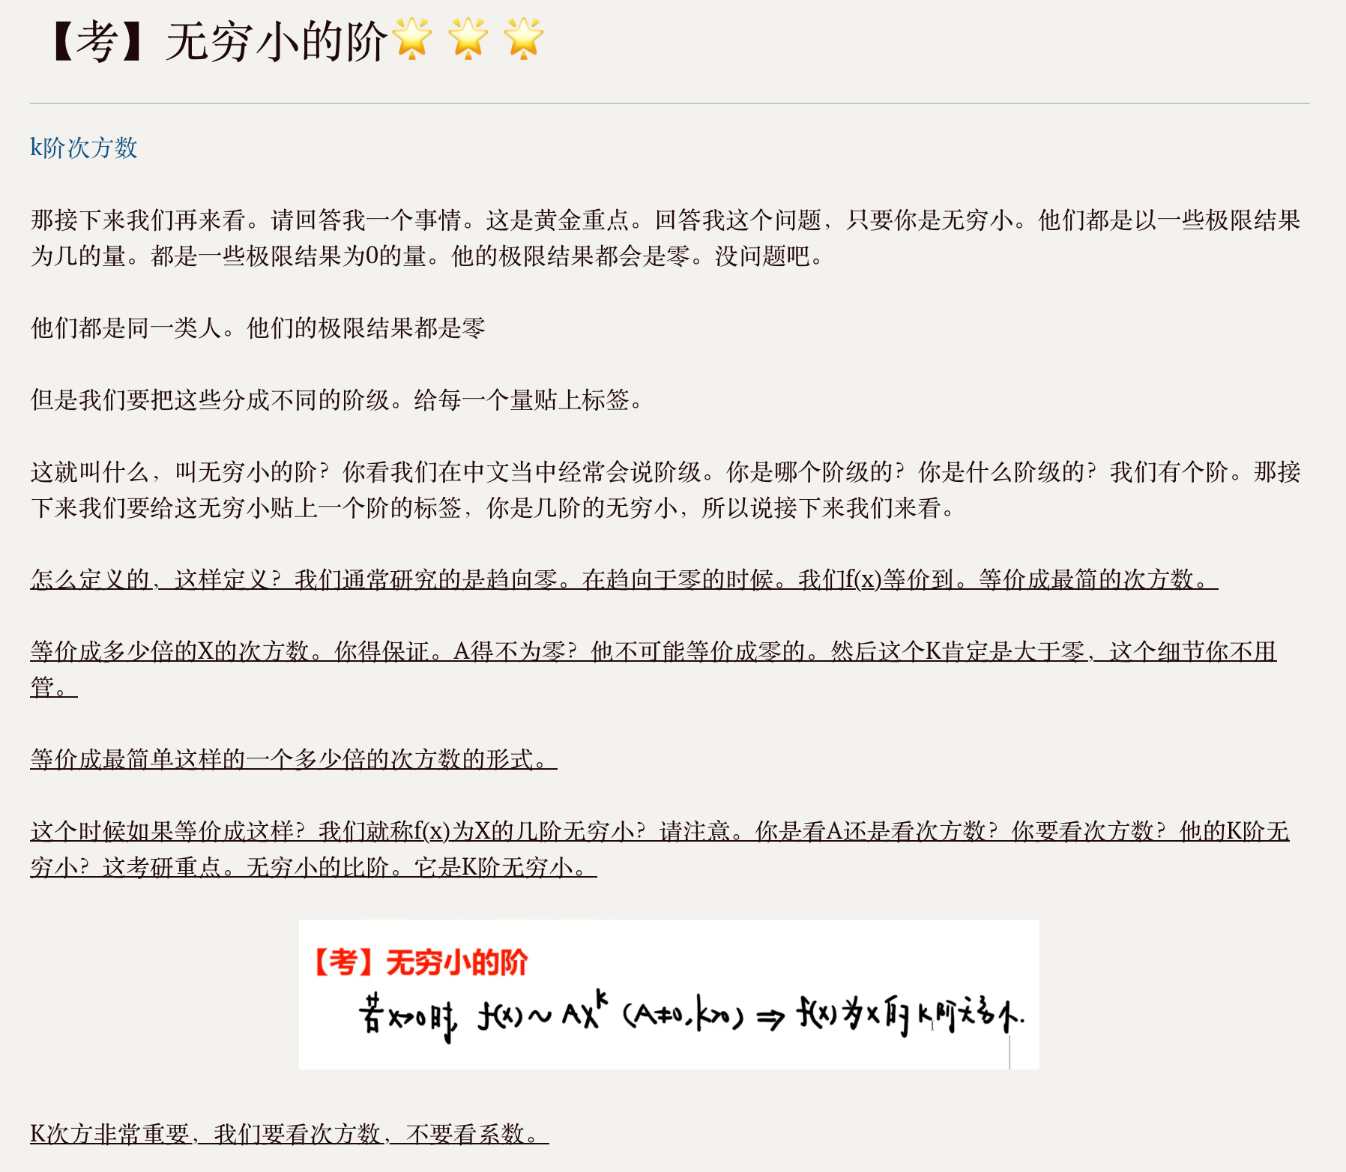 【考】无穷小的阶🌟 🌟 🌟
k阶次方数
那接下来我们再来看。请回答我一个事情。这是黄金重点。回答我这个问题，只要你是无穷小。他们都是以一些极限结果
为几的量。都是一些极限结果为0的量。他的极限结果都会是零。没问题吧。
他们都是同一类人。他们的极限结果都是零
但是我们要把这些分成不同的阶级。给每一个量贴上标签。
这就叫什么，叫无穷小的阶？你看我们在中文当中经常会说阶级。你是哪个阶级的？你是什么阶级的？我们有个阶。那接
下来我们要给这无穷小贴上一个阶的标签，你是几阶的无穷小，所以说接下来我们来看。
怎么定义的，这样定义？我们通常研究的是趋向零。在趋向于零的时候。我们f(x)等价到。等价成最简的次方数。
等价成多少倍的X的次方数。你得保证。A得不为零？他不可能等价成零的。然后这个K肯定是大于零，这个细节你不用
管。
等价成最简单这样的一个多少倍的次方数的形式。
这个时候如果等价成这样？我们就称f(x)为X的几阶无穷小？请注意。你是看A还是看次方数？你要看次方数？他的K阶无
穷小？这考研重点。无穷小的比阶。它是K阶无穷小。
【考】无穷小的阶
若x→0时, f(x)~Ax^k (A≠0,k>0) ⇒ f(x)为x的k阶无穷小.
K次方非常重要，我们要看次方数，不要看系数。